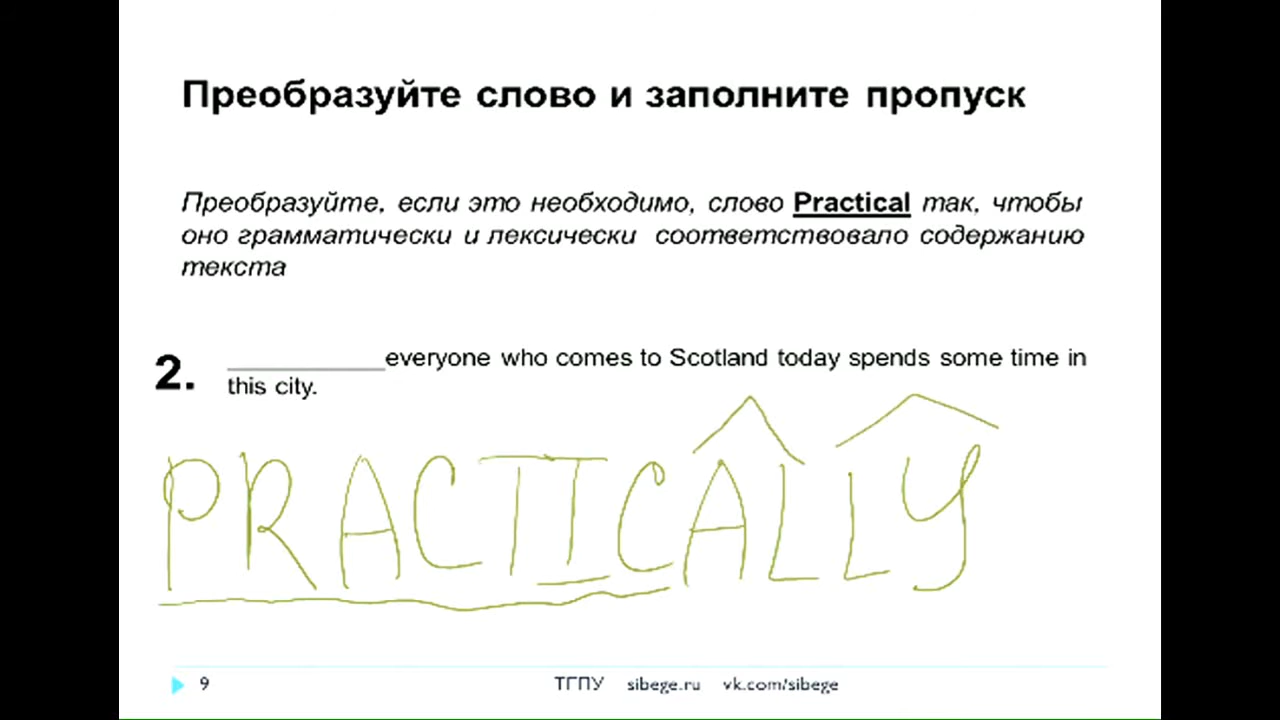 Преобразуйте слово и заполните пропуск
Преобразуйте, если это необходимо, слово Practical так, чтобы
оно грамматически и лексически соответствовало содержанию
текста
2. ___________everyone who comes to Scotland today spends some time in
this city.
PRACTICALLY
9 ТГПУ sibege.ru vk.com/sibege